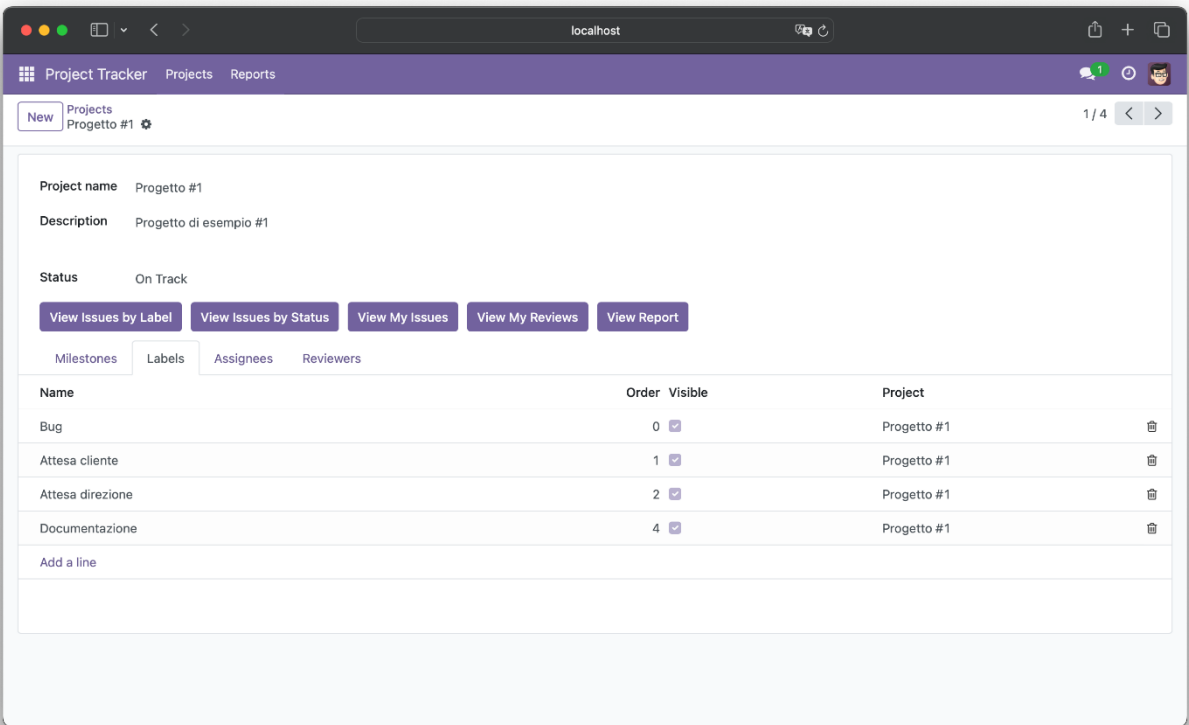 localhost
Project Tracker Projects Reports 1
New Projects 1 / 4
Progetto #1
Project name Progetto #1
Description Progetto di esempio #1
Status On Track
View Issues by Label View Issues by Status View My Issues View My Reviews View Report
Milestones Labels Assignees Reviewers
Name Order Visible Project
Bug 0 Progetto #1
Attesa cliente 1 Progetto #1
Attesa direzione 2 Progetto #1
Documentazione 4 Progetto #1
Add a line